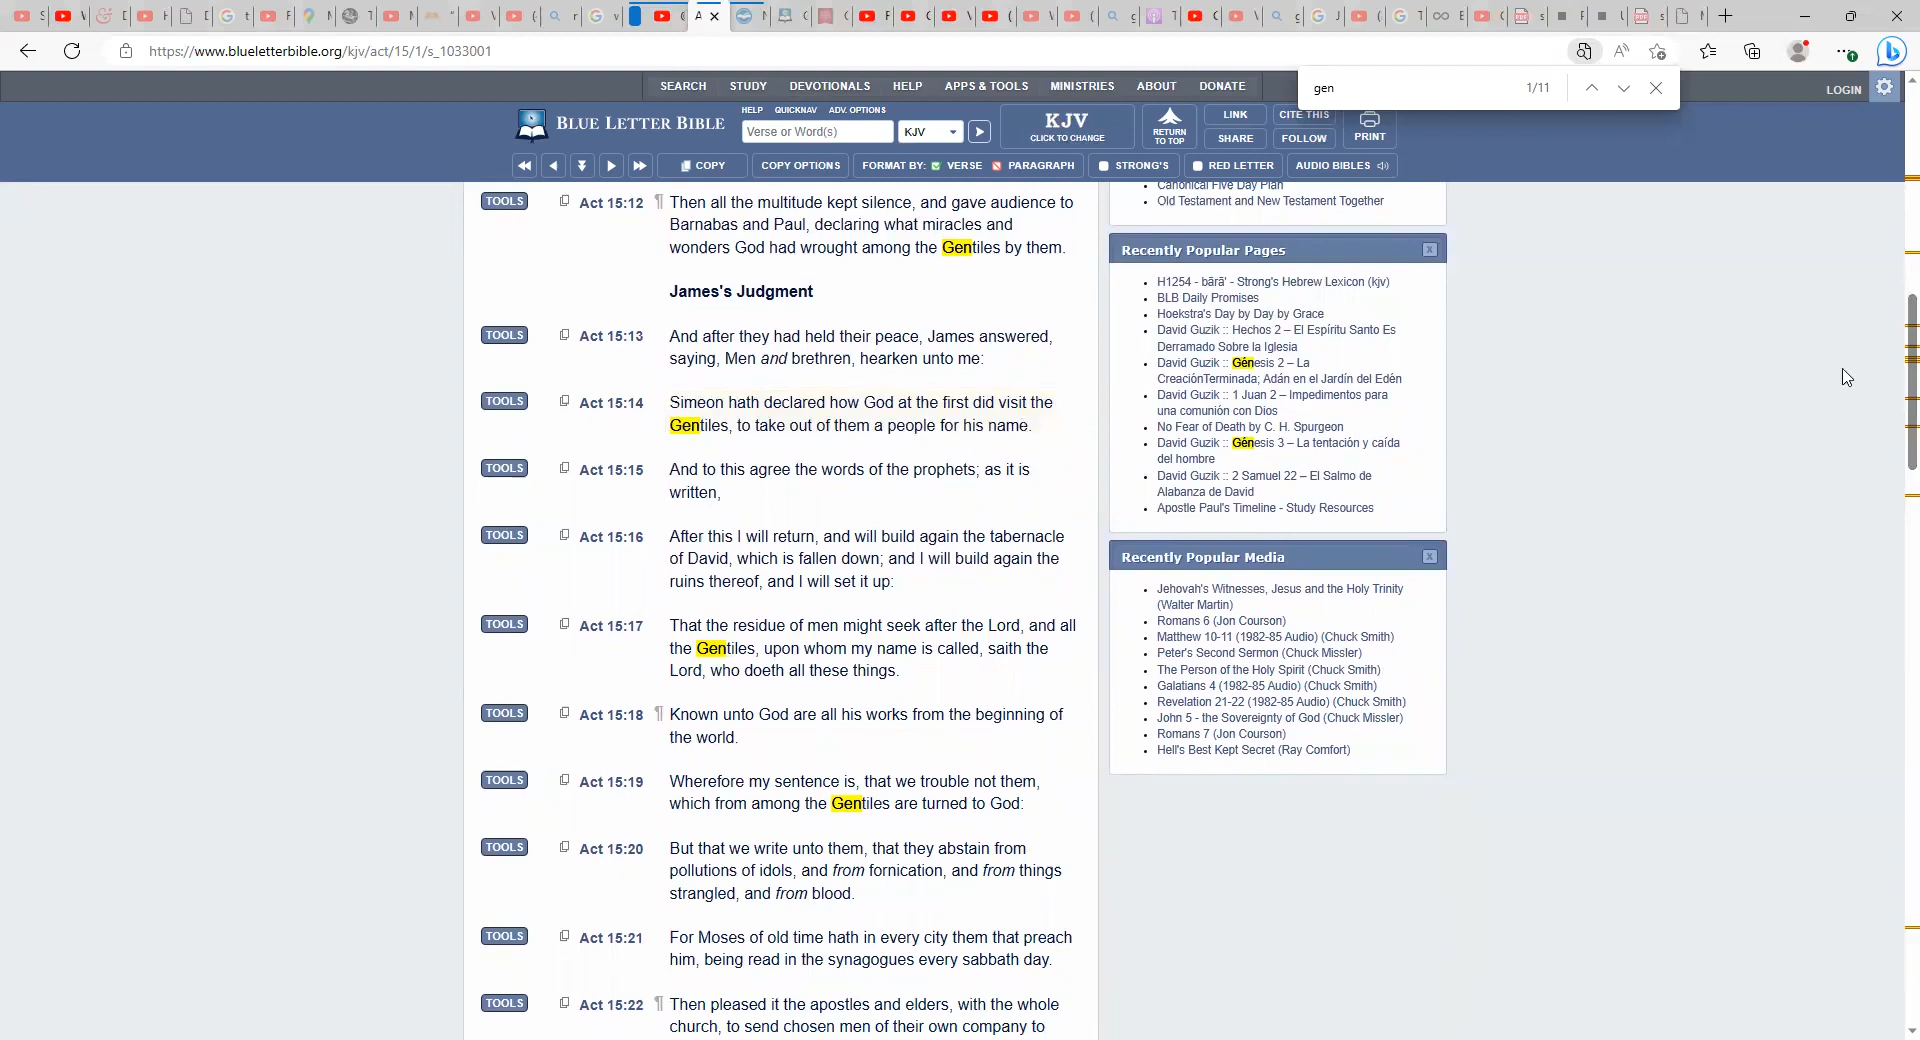 https://www.blueletterbible.org/kjv/act/15/1/s_1033001
gen
1/11
SEARCH STUDY DEVOTIONALS HELP APPS & TOOLS MINISTRIES ABOUT DONATE
LOGIN
BLUE LETTER BIBLE
HELP QUICKNAV ADV. OPTIONS
Verse or Word(s)
KJV
KJV
CLICK TO CHANGE
RETURN
TO TOP
LINK
CITE THIS
SHARE
FOLLOW
PRINT
COPY
COPY OPTIONS
FORMAT BY: VERSE PARAGRAPH
STRONG'S
RED LETTER
AUDIO BIBLES
TOOLS Act 15:12 ¶ Then all the multitude kept silence, and gave audience to
Barnabas and Paul, declaring what miracles and
wonders God had wrought among the Gentiles by them.
James's Judgment
TOOLS Act 15:13 And after they had held their peace, James answered,
saying, Men and brethren, hearken unto me:
TOOLS Act 15:14 Simeon hath declared how God at the first did visit the
Gentiles, to take out of them a people for his name.
TOOLS Act 15:15 And to this agree the words of the prophets; as it is
written,
TOOLS Act 15:16 After this I will return, and will build again the tabernacle
of David, which is fallen down; and I will build again the
ruins thereof, and I will set it up:
TOOLS Act 15:17 That the residue of men might seek after the Lord, and all
the Gentiles, upon whom my name is called, saith the
Lord, who doeth all these things.
TOOLS Act 15:18 ¶ Known unto God are all his works from the beginning of
the world.
TOOLS Act 15:19 Wherefore my sentence is, that we trouble not them,
which from among the Gentiles are turned to God:
TOOLS Act 15:20 But that we write unto them, that they abstain from
pollutions of idols, and from fornication, and from things
strangled, and from blood.
TOOLS Act 15:21 For Moses of old time hath in every city them that preach
him, being read in the synagogues every sabbath day.
TOOLS Act 15:22 ¶ Then pleased it the apostles and elders, with the whole
church, to send chosen men of their own company to
Canonical Five Day Plan
Old Testament and New Testament Together
Recently Popular Pages
H1254 - bārā' - Strong's Hebrew Lexicon (kjv)
BLB Daily Promises
Hoekstra's Day by Day by Grace
David Guzik :: Hechos 2 – El Espíritu Santo Es
Derramado Sobre la Iglesia
David Guzik :: Génesis 2 – La
CreaciónTerminada; Adán en el Jardín del Edén
David Guzik :: 1 Juan 2 – Impedimentos para
una comunión con Dios
No Fear of Death by C. H. Spurgeon
David Guzik :: Génesis 3 – La tentación y caída
del hombre
David Guzik :: 2 Samuel 22 – El Salmo de
Alabanza de David
Apostle Paul's Timeline - Study Resources
Recently Popular Media
Jehovah's Witnesses, Jesus and the Holy Trinity
(Walter Martin)
Romans 6 (Jon Courson)
Matthew 10-11 (1982-85 Audio) (Chuck Smith)
Peter's Second Sermon (Chuck Missler)
The Person of the Holy Spirit (Chuck Smith)
Galatians 4 (1982-85 Audio) (Chuck Smith)
Revelation 21-22 (1982-85 Audio) (Chuck Smith)
John 5 - the Sovereignty of God (Chuck Missler)
Romans 7 (Jon Courson)
Hell's Best Kept Secret (Ray Comfort)